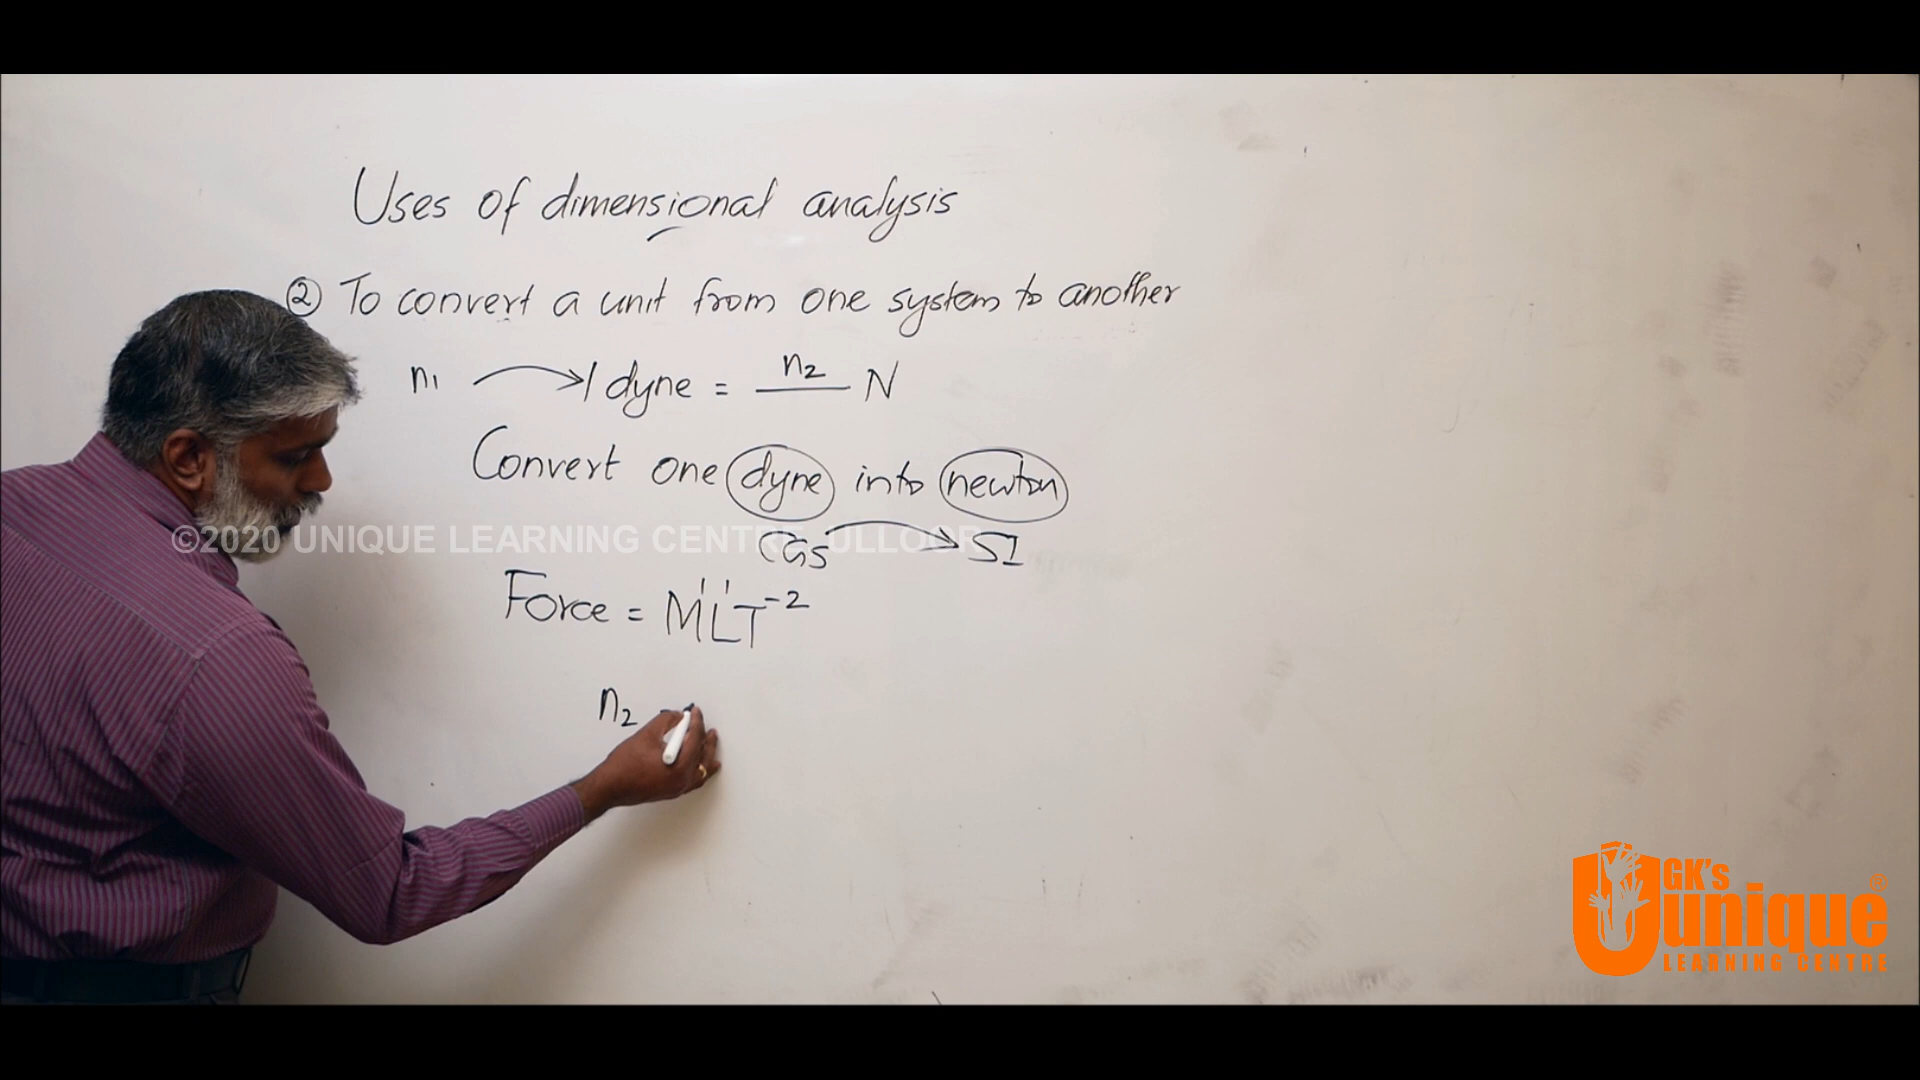 Uses of dimensional analysis
② To convert a unit from one system to another
n₁ → 1 dyne = n₂ N
Convert one dyne into newton
©2020 UNIQUE LEARNING CENTRE, ULLOOR
CGS → SI
Force = M¹L¹T⁻²
n₂
GK's
unique®
LEARNING CENTRE